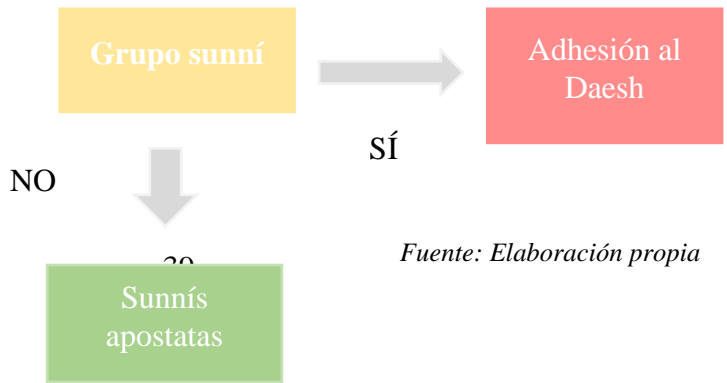 Grupo sunní
Adhesión al
Daesh
SÍ
NO
Fuente: Elaboración propia
Sunnís
apostatas